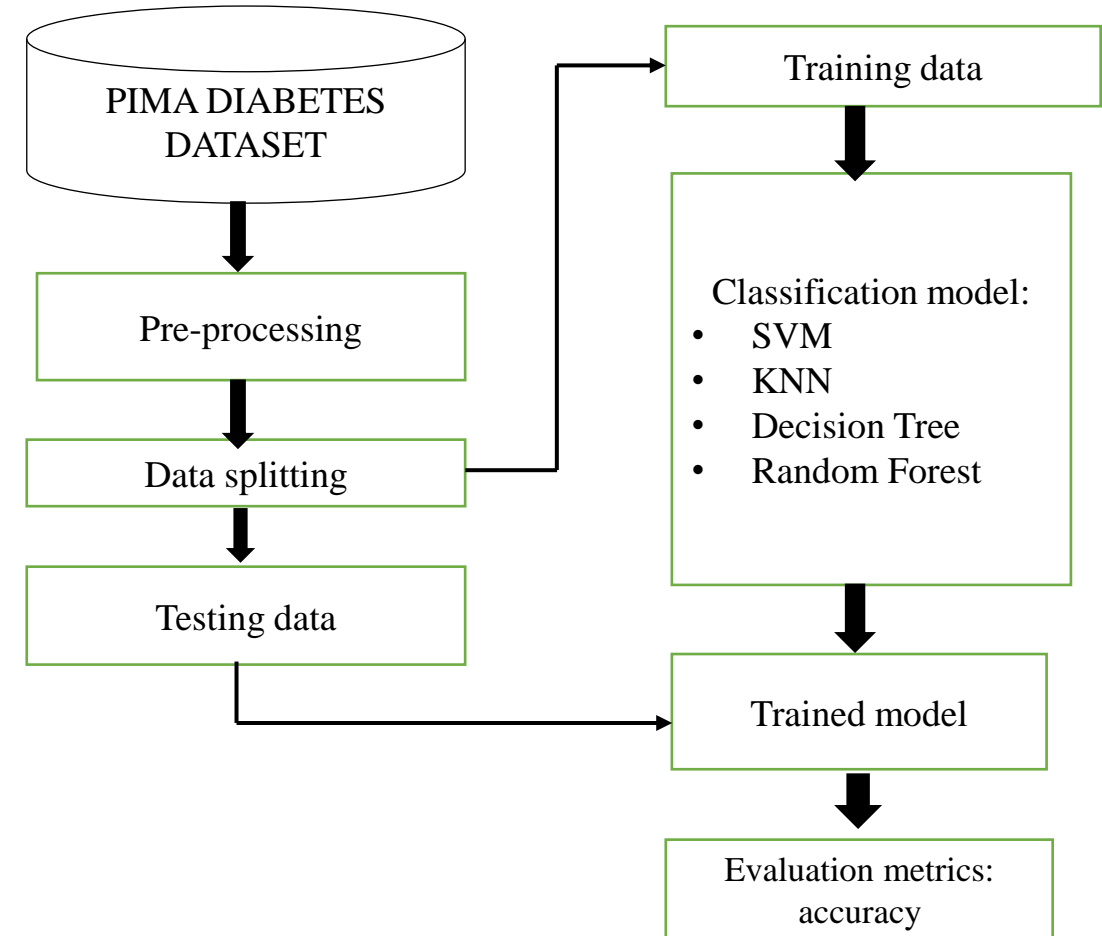 PIMA DIABETES
DATASET
Pre-processing
Data splitting
Testing data
Training data
Classification model:
• SVM
• KNN
• Decision Tree
• Random Forest
Trained model
Evaluation metrics:
accuracy